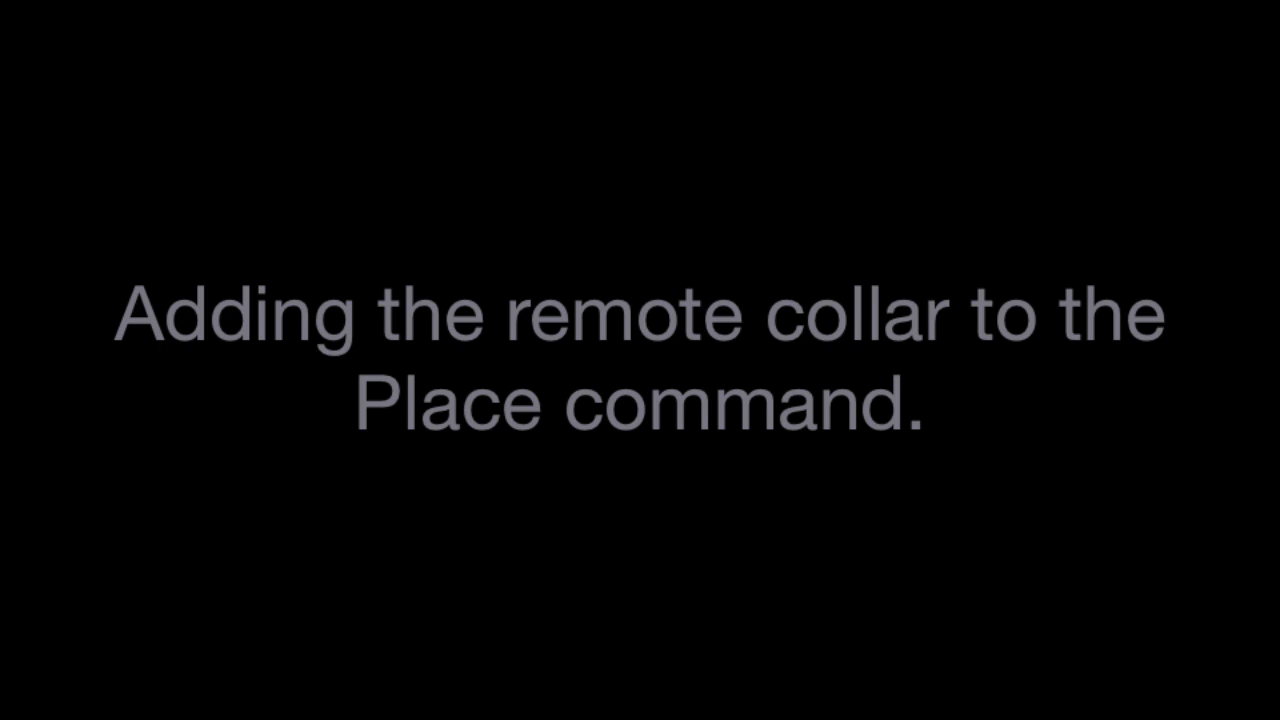 Adding the remote collar to the
Place command.